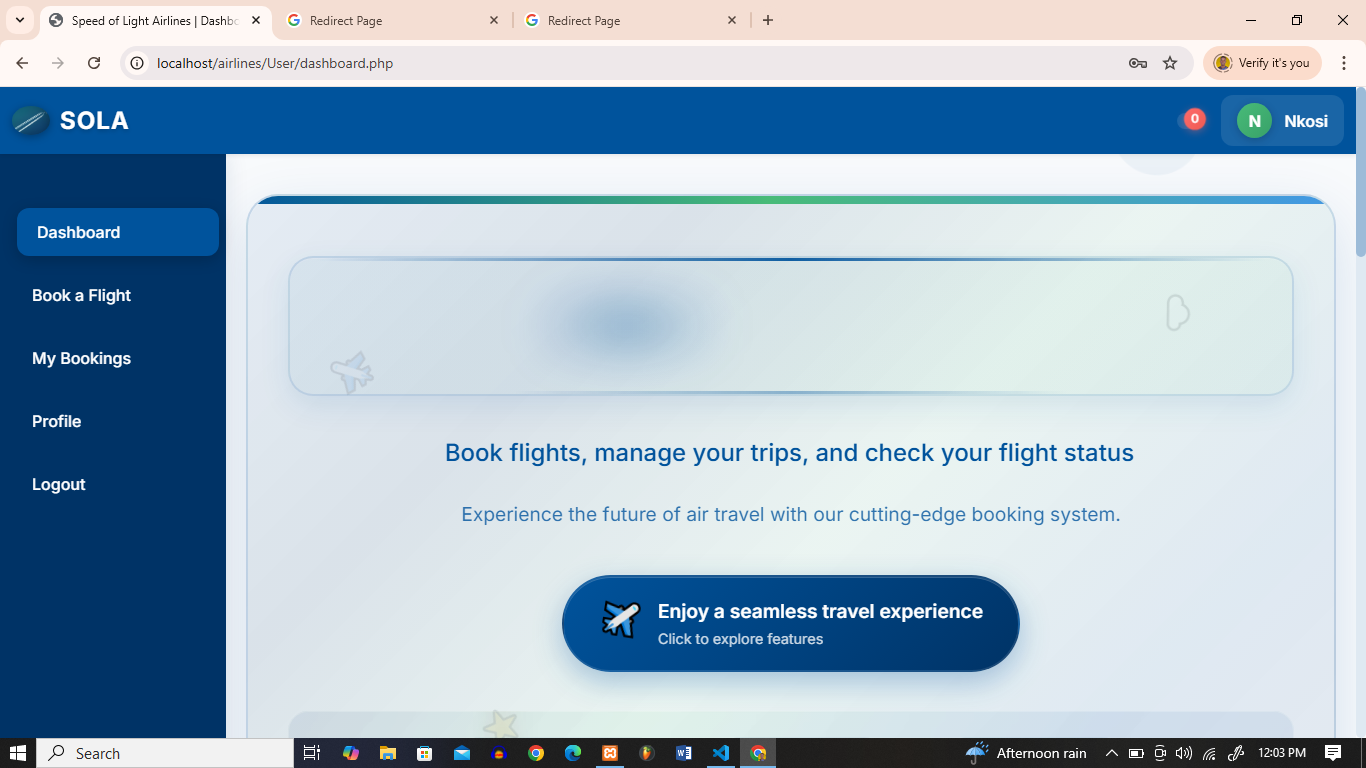 Speed of Light Airlines | Dashbo
Redirect Page
Redirect Page
localhost/airlines/User/dashboard.php
Verify it's you
SOLA
0
N
Nkosi
Dashboard
Book a Flight
My Bookings
Profile
Logout
Book flights, manage your trips, and check your flight status
Experience the future of air travel with our cutting-edge booking system.
Enjoy a seamless travel experience
Click to explore features
Search
Afternoon rain
12:03 PM